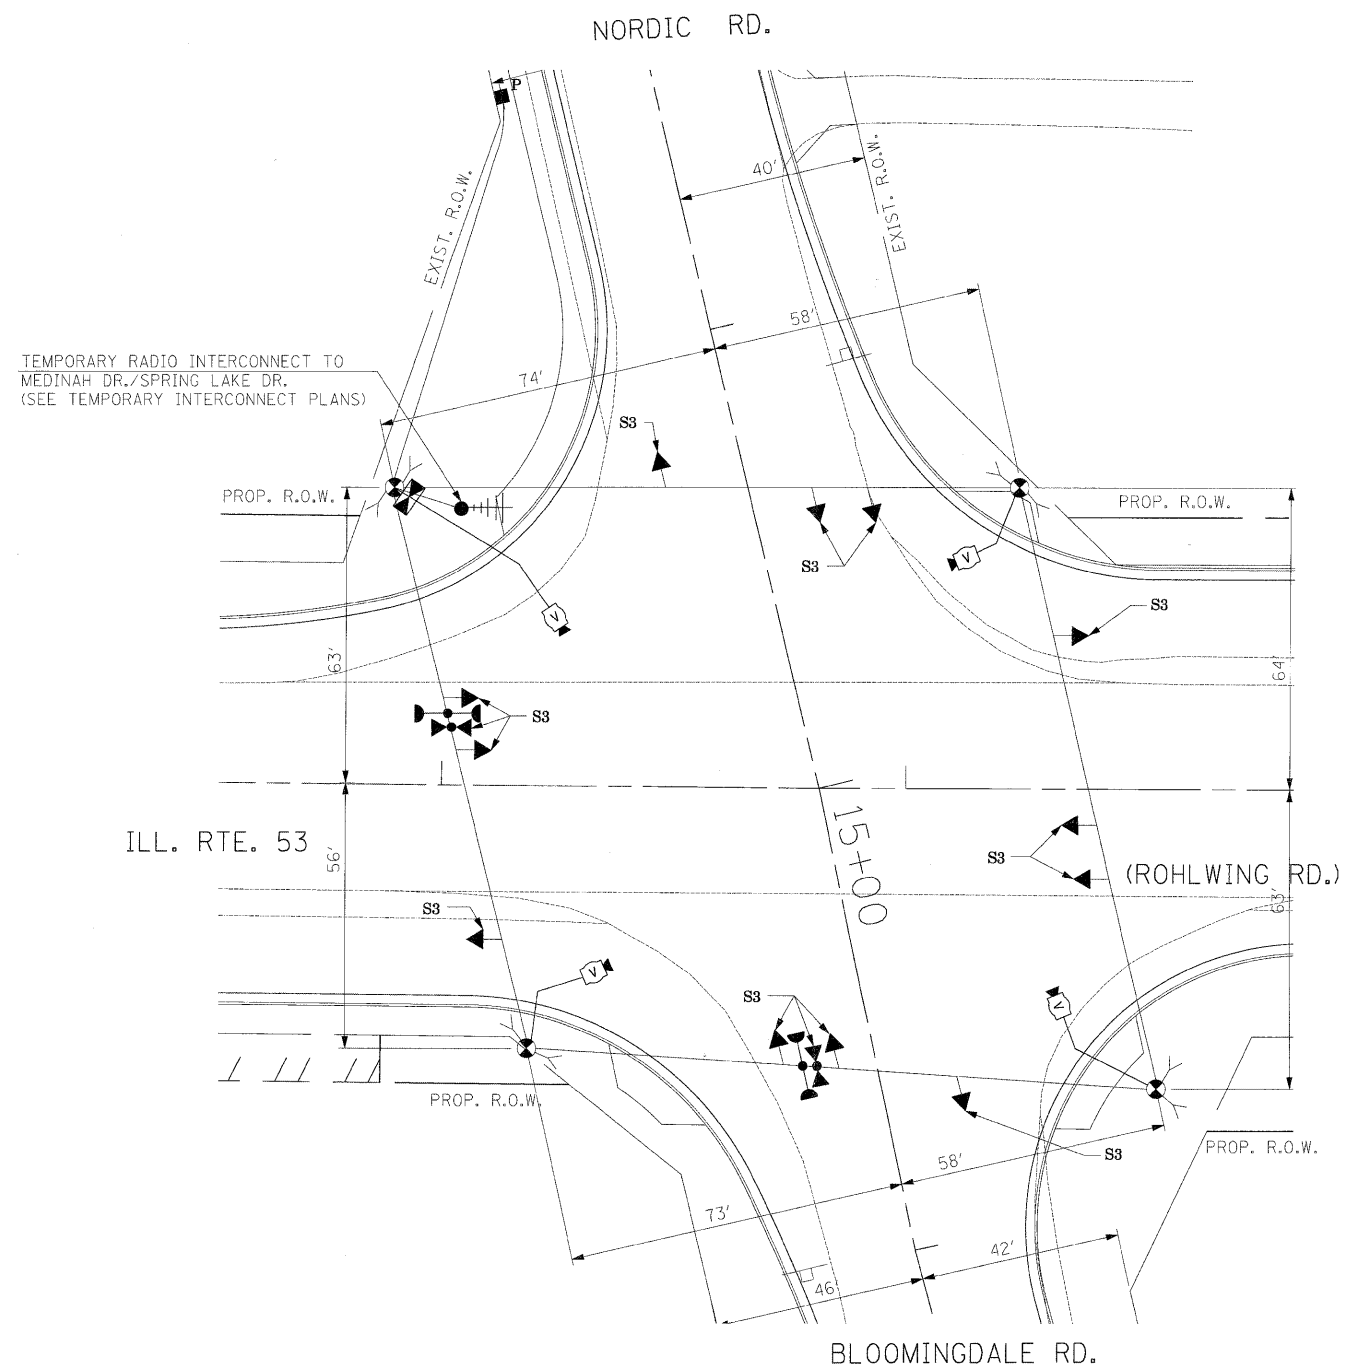 NORDIC RD.
P
40'
EXIST. R.O.W.
EXIST. R.O.W.
58'
TEMPORARY RADIO INTERCONNECT TO
MEDINAH DR./SPRING LAKE DR.
(SEE TEMPORARY INTERCONNECT PLANS)
74'
S3
PROP. R.O.W.
PROP. R.O.W.
V
S3
S3
V
63'
64'
S3
ILL. RTE. 53
56'
15+00
S3
(ROHLWING RD.)
63'
S3
V
S3
V
PROP. R.O.W.
S3
PROP. R.O.W.
58'
73'
42'
46'
BLOOMINGDALE RD.